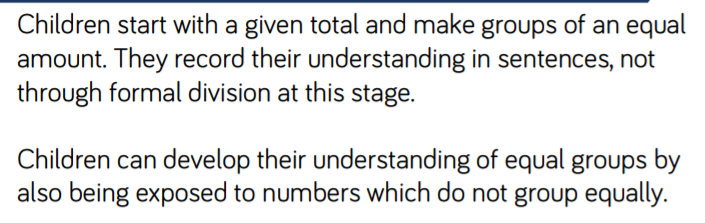 Children start with a given total and make groups of an equal
amount. They record their understanding in sentences, not
through formal division at this stage.
Children can develop their understanding of equal groups by
also being exposed to numbers which do not group equally.